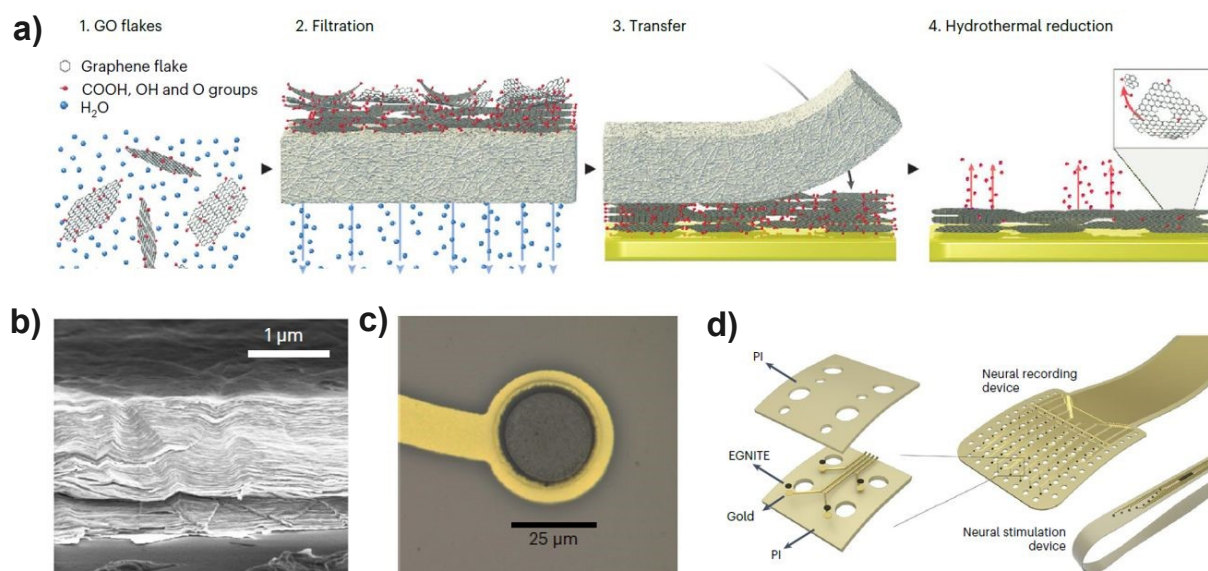 a)
1. GO flakes
2. Filtration
3. Transfer
4. Hydrothermal reduction
Graphene flake
COOH, OH and O groups
H₂O
b)
1 µm
c)
25 µm
d)
PI
EGNITE
Gold
PI
Neural recording
device
Neural stimulation
device